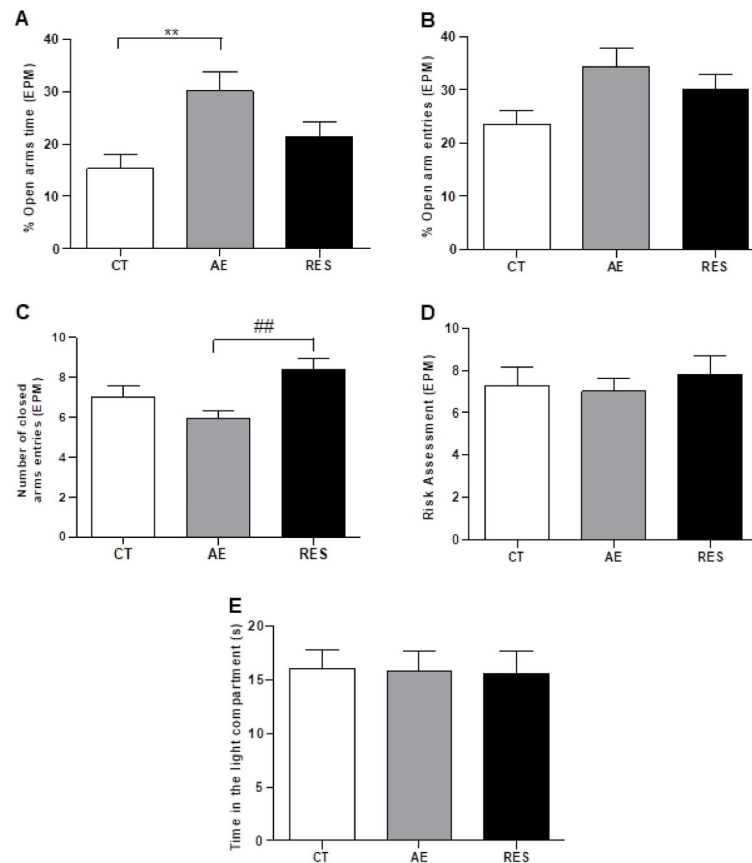 A
**
% Open arms time (EPM)
40
30
20
10
0
CT AE RES
B
% Open arm entries (EPM)
40
30
20
10
0
CT AE RES
C
##
Number of closed
arms entries (EPM)
10
8
6
4
2
0
CT AE RES
D
Risk Assessment (EPM)
10
8
6
4
2
0
CT AE RES
E
Time in the light compartment (s)
20
15
10
5
0
CT AE RES